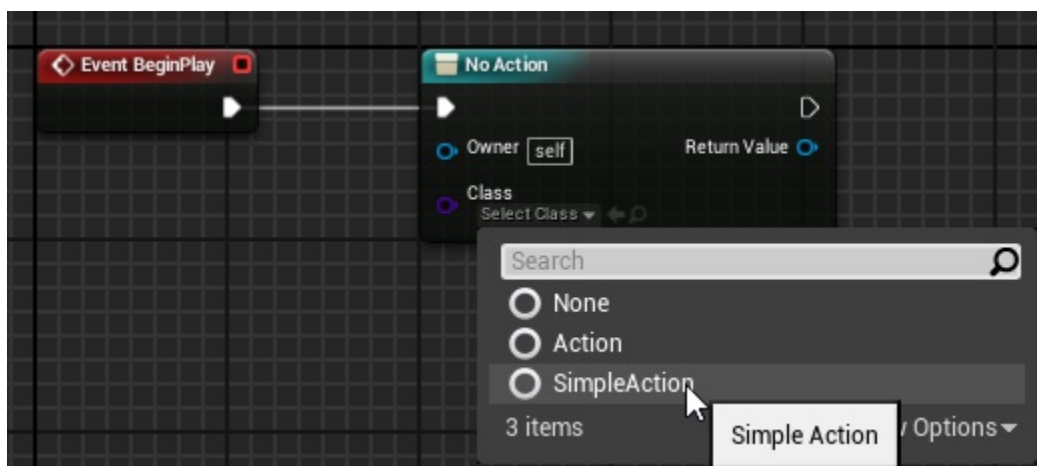 Event BeginPlay
No Action
Owner self
Return Value
Class
Select Class
Search
None
Action
SimpleAction
3 items
Options
Simple Action